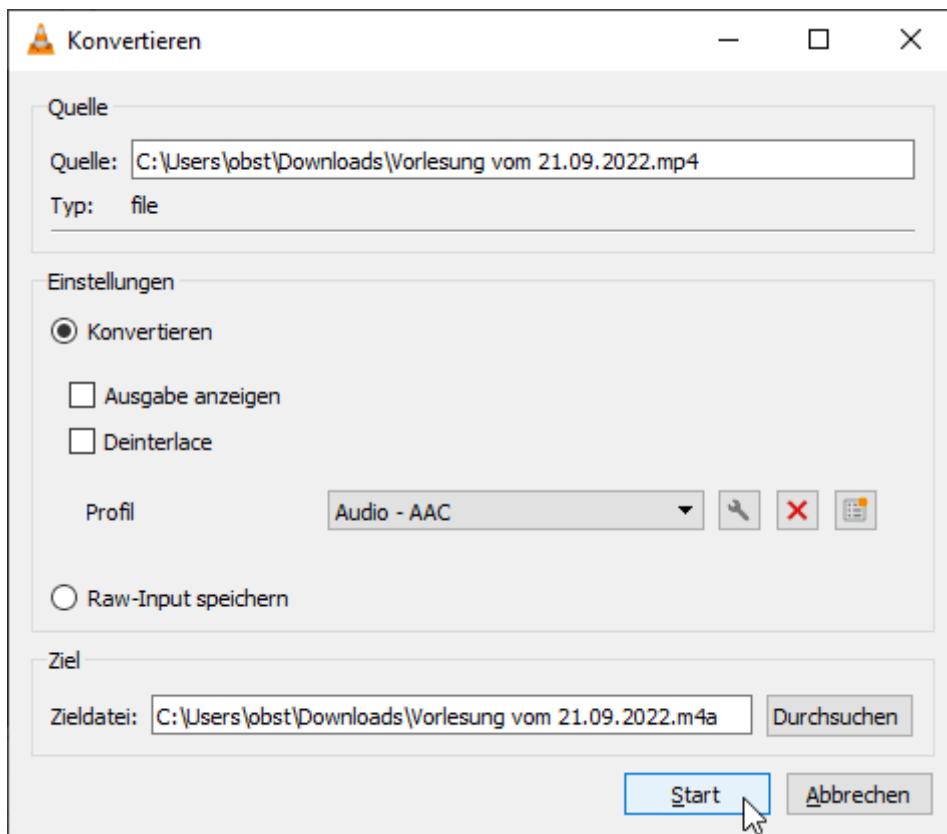 Konvertieren
Quelle
Quelle: C:\Users\obst\Downloads\Vorlesung vom 21.09.2022.mp4
Typ: file
Einstellungen
Konvertieren
Ausgabe anzeigen
Deinterlace
Profil Audio - AAC
Raw-Input speichern
Ziel
Zieldatei: C:\Users\obst\Downloads\Vorlesung vom 21.09.2022.m4a Durchsuchen
Start Abbrechen